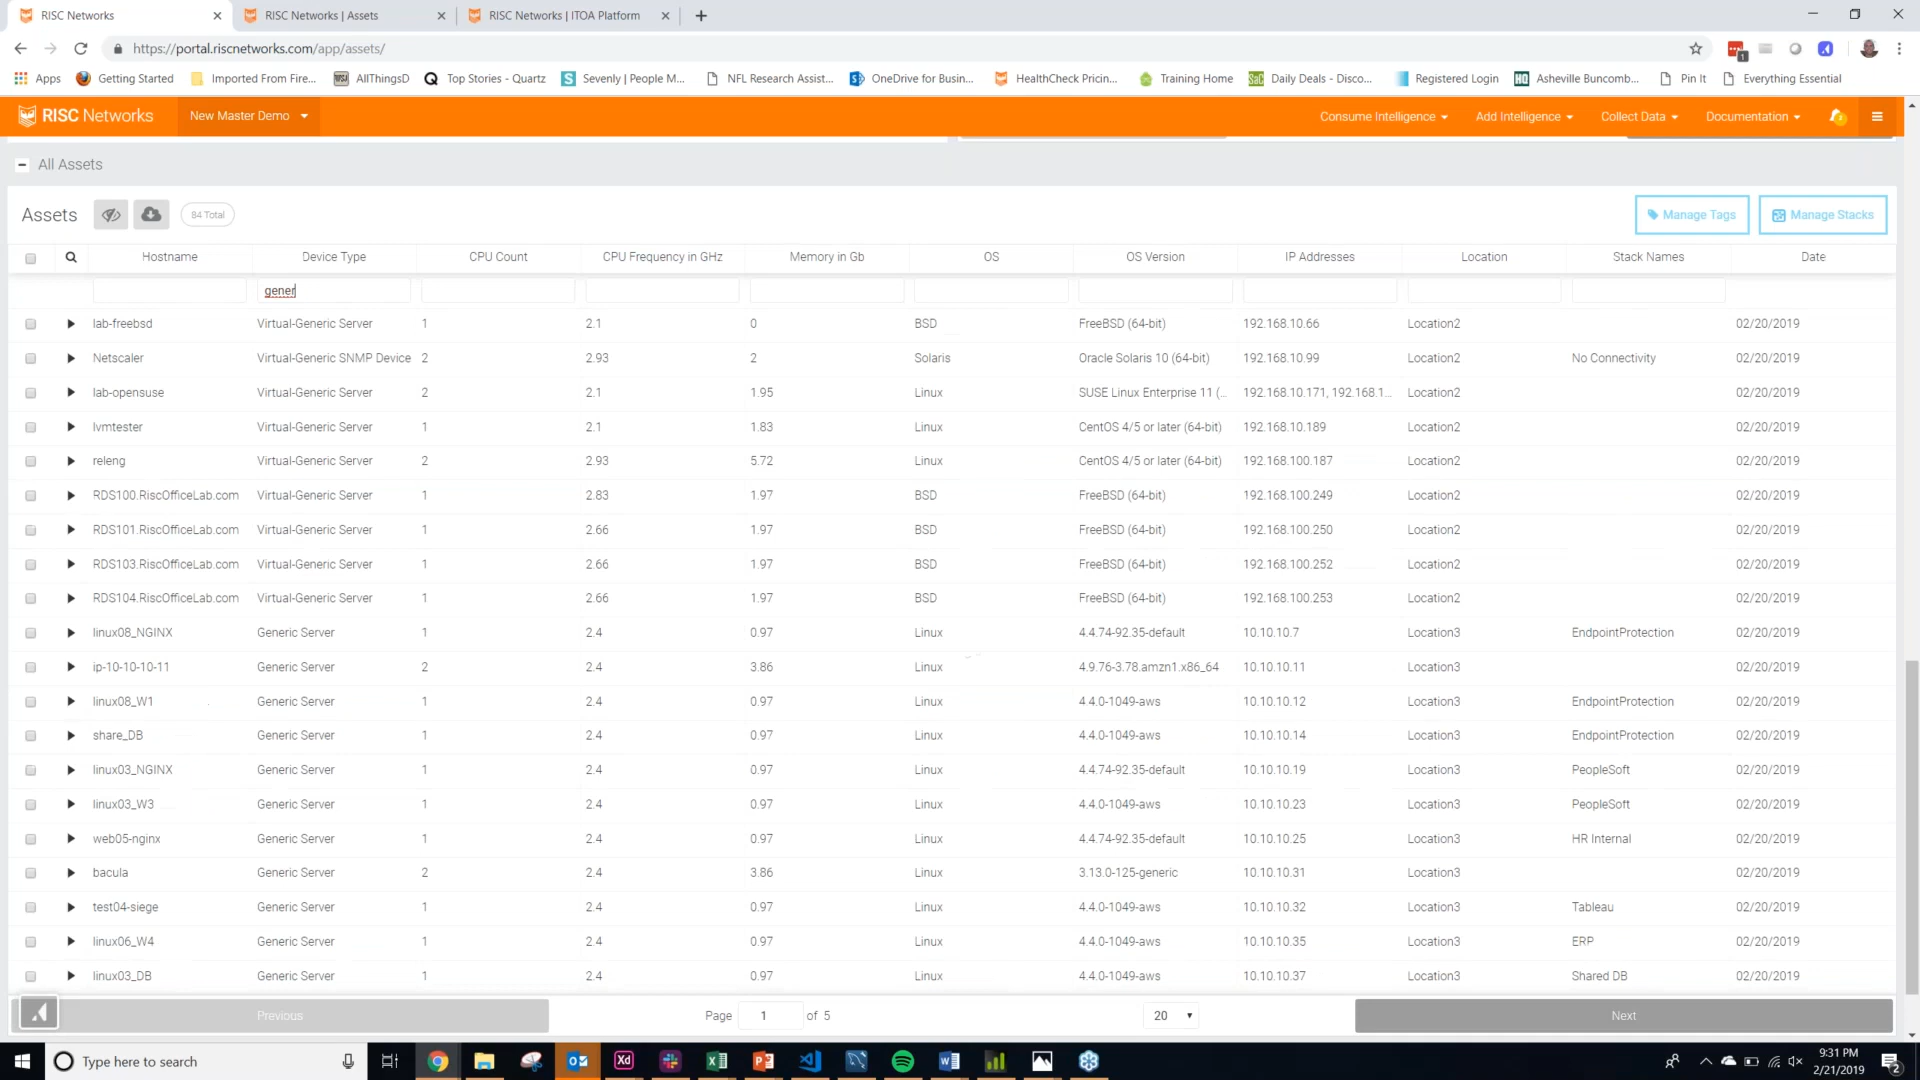 RISC Networks
RISC Networks | Assets
RISC Networks | ITOA Platform
https://portal.riscnetworks.com/app/assets/
1
Apps
Getting Started
Imported From Fire...
AllThingsD
Top Stories - Quartz
Sevenly | People M...
NFL Research Assist...
OneDrive for Busin...
HealthCheck Pricin...
Training Home
Daily Deals - Disco...
Registered Login
Asheville Buncomb...
Pin It
Everything Essential
RISC Networks
New Master Demo
Consume Intelligence
Add Intelligence
Collect Data
Documentation
All Assets
Assets
84 Total
Manage Tags
Manage Stacks
Hostname Device Type CPU Count CPU Frequency in GHz Memory in Gb OS OS Version IP Addresses Location Stack Names Date
gener
lab-freebsd Virtual-Generic Server 1 2.1 0 BSD FreeBSD (64-bit) 192.168.10.66 Location2 02/20/2019
Netscaler Virtual-Generic SNMP Device 2 2.93 2 Solaris Oracle Solaris 10 (64-bit) 192.168.10.99 Location2 No Connectivity 02/20/2019
lab-opensuse Virtual-Generic Server 2 2.1 1.95 Linux SUSE Linux Enterprise 11 (... 192.168.10.171, 192.168.1... Location2 02/20/2019
lvmtester Virtual-Generic Server 1 2.1 1.83 Linux CentOS 4/5 or later (64-bit) 192.168.10.189 Location2 02/20/2019
releng Virtual-Generic Server 2 2.93 5.72 Linux CentOS 4/5 or later (64-bit) 192.168.100.187 Location2 02/20/2019
RDS100.RiscOfficeLab.com Virtual-Generic Server 1 2.83 1.97 BSD FreeBSD (64-bit) 192.168.100.249 Location2 02/20/2019
RDS101.RiscOfficeLab.com Virtual-Generic Server 1 2.66 1.97 BSD FreeBSD (64-bit) 192.168.100.250 Location2 02/20/2019
RDS103.RiscOfficeLab.com Virtual-Generic Server 1 2.66 1.97 BSD FreeBSD (64-bit) 192.168.100.252 Location2 02/20/2019
RDS104.RiscOfficeLab.com Virtual-Generic Server 1 2.66 1.97 BSD FreeBSD (64-bit) 192.168.100.253 Location2 02/20/2019
linux08_NGINX Generic Server 1 2.4 0.97 Linux 4.4.74-92.35-default 10.10.10.7 Location3 EndpointProtection 02/20/2019
ip-10-10-10-11 Generic Server 2 2.4 3.86 Linux 4.9.76-3.78.amzn1.x86_64 10.10.10.11 Location3 02/20/2019
linux08_W1 Generic Server 1 2.4 0.97 Linux 4.4.0-1049-aws 10.10.10.12 Location3 EndpointProtection 02/20/2019
share_DB Generic Server 1 2.4 0.97 Linux 4.4.0-1049-aws 10.10.10.14 Location3 EndpointProtection 02/20/2019
linux03_NGINX Generic Server 1 2.4 0.97 Linux 4.4.74-92.35-default 10.10.10.19 Location3 PeopleSoft 02/20/2019
linux03_W3 Generic Server 1 2.4 0.97 Linux 4.4.0-1049-aws 10.10.10.23 Location3 PeopleSoft 02/20/2019
web05-nginx Generic Server 1 2.4 0.97 Linux 4.4.74-92.35-default 10.10.10.25 Location3 HR Internal 02/20/2019
bacula Generic Server 2 2.4 3.86 Linux 3.13.0-125-generic 10.10.10.31 Location3 02/20/2019
test04-siege Generic Server 1 2.4 0.97 Linux 4.4.0-1049-aws 10.10.10.32 Location3 Tableau 02/20/2019
linux06_W4 Generic Server 1 2.4 0.97 Linux 4.4.0-1049-aws 10.10.10.35 Location3 ERP 02/20/2019
linux03_DB Generic Server 1 2.4 0.97 Linux 4.4.0-1049-aws 10.10.10.37 Location3 Shared DB 02/20/2019
Previous
Page 1 of 5
20
Next
Type here to search
9:31 PM
2/21/2019
2